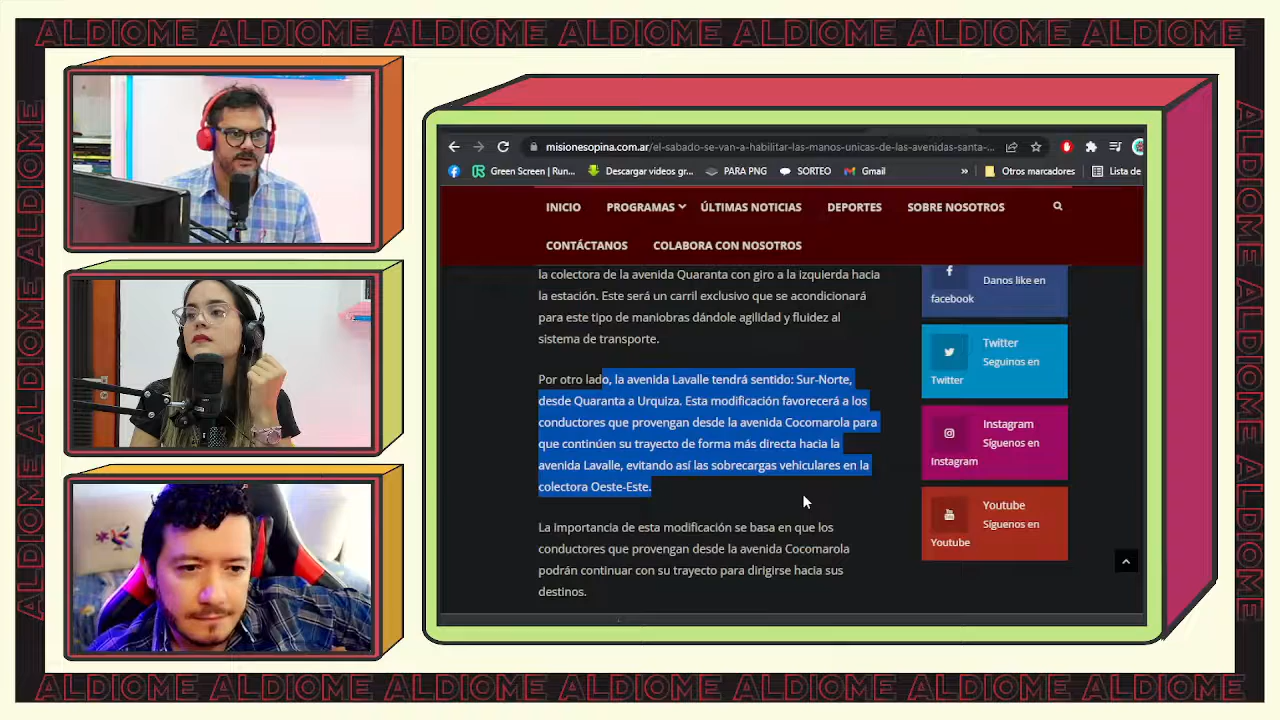 ALDIOME ALDIOME ALDIOME ALDIOME ALDIOME ALDIOME ALDIOME
ALDIOME ALDIOME ALDIOME
ALDIOME ALDIOME ALDIOME
misionesopina.com.ar/el-sabado-se-van-a-habilitar-las-manos-unicas-de-las-avenidas-santa-...
Green Screen | Run...
Descargar videos gr...
PARA PNG
SORTEO
Gmail
»
Otros marcadores
Lista de
INICIO
PROGRAMAS
ÚLTIMAS NOTICIAS
DEPORTES
SOBRE NOSOTROS
CONTÁCTANOS
COLABORA CON NOSOTROS
la colectora de la avenida Quaranta con giro a la izquierda hacia
la estación. Este será un carril exclusivo que se acondicionará
para este tipo de maniobras dándole agilidad y fluidez al
sistema de transporte.
Por otro lado, la avenida Lavalle tendrá sentido: Sur-Norte,
desde Quaranta a Urquiza. Esta modificación favorecerá a los
conductores que provengan desde la avenida Cocomarola para
que continúen su trayecto de forma más directa hacia la
avenida Lavalle, evitando así las sobrecargas vehiculares en la
colectora Oeste-Este.
La Importancia de esta modificación se basa en que los
conductores que provengan desde la avenida Cocomarola
podrán continuar con su trayecto para dirigirse hacia sus
destinos.
Danos like en
facebook
Twitter
Seguinos en
Twitter
Instagram
Síguenos en
Instagram
Youtube
Síguenos en
Youtube
ALDIOME ALDIOME ALDIOME ALDIOME ALDIOME ALDIOME ALDIOME